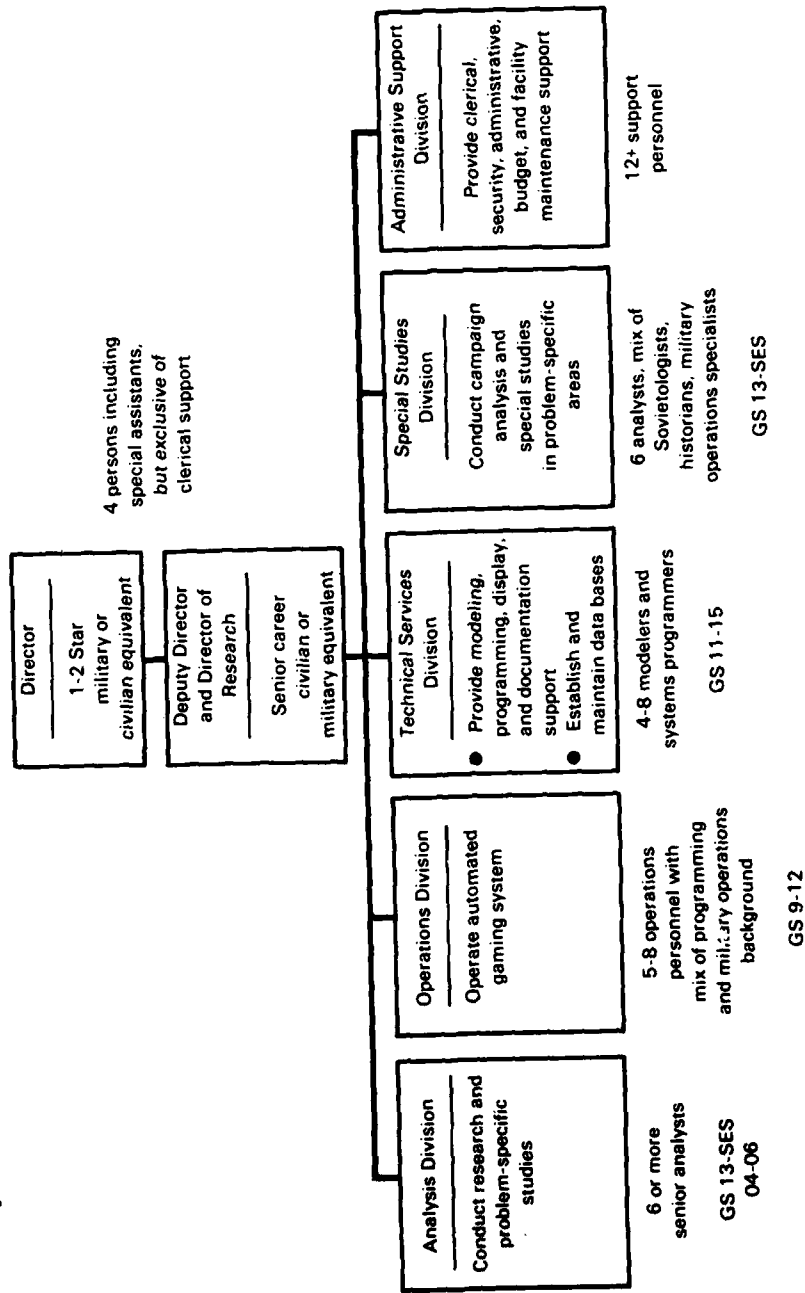 Director
1-2 Star
military or
civilian equivalent
4 persons including
special assistants,
but exclusive of
clerical support
Deputy Director
and Director of
Research
Senior career
civilian or
military equivalent
Analysis Division
Conduct research and
problem-specific
studies
6 or more
senior analysts
GS 13-SES
04-06
Operations Division
Operate automated
gaming system
5-8 operations
personnel with
mix of programming
and military operations
background
GS 9-12
Technical Services
Division
● Provide modeling,
programming, display,
and documentation
support
● Establish and
maintain data bases
4-8 modelers and
systems programmers
GS 11-15
Special Studies
Division
Conduct campaign
analysis and
special studies
in problem-specific
areas
6 analysts, mix of
Sovietologists,
historians, military
operations specialists
GS 13-SES
Administrative Support
Division
Provide clerical,
security, administrative,
budget, and facility
maintenance support
12+ support
personnel